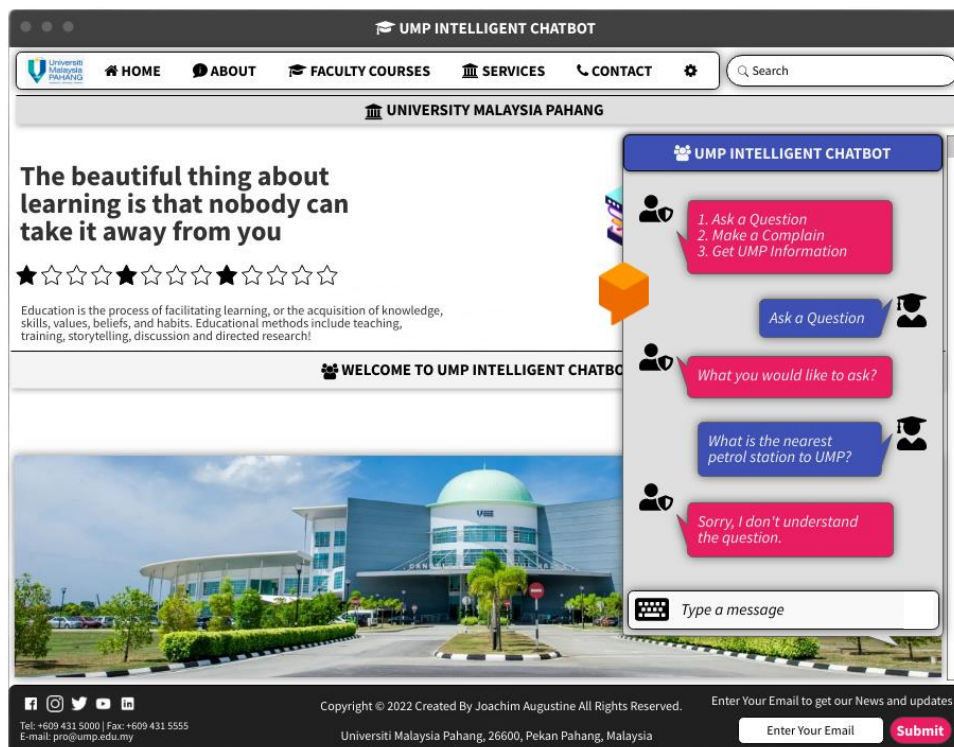 UMP INTELLIGENT CHATBOT
Universiti
Malaysia
PAHANG
HOME
ABOUT
FACULTY COURSES
SERVICES
CONTACT
Search
UNIVERSITY MALAYSIA PAHANG
The beautiful thing about
learning is that nobody can
take it away from you
Education is the process of facilitating learning, or the acquisition of knowledge,
skills, values, beliefs, and habits. Educational methods include teaching,
training, storytelling, discussion and directed research!
WELCOME TO UMP INTELLIGENT CHATBO
UMP INTELLIGENT CHATBOT
1. Ask a Question
2. Make a Complain
3. Get UMP Information
Ask a Question
What you would like to ask?
What is the nearest
petrol station to UMP?
Sorry, I don't understand
the question.
Type a message
Tel: +609 431 5000 | Fax: +609 431 5555
E-mail: pro@ump.edu.my
Copyright © 2022 Created By Joachim Augustine All Rights Reserved.
Universiti Malaysia Pahang, 26600, Pekan Pahang, Malaysia
Enter Your Email to get our News and updates
Enter Your Email
Submit